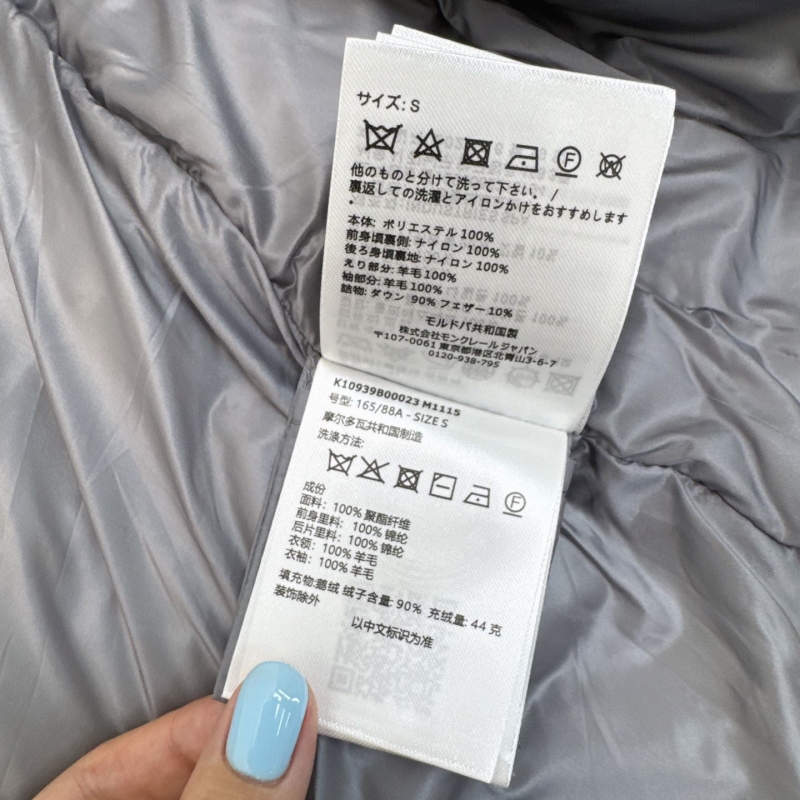 サイズ: S
他のものと分けて洗って下さい。 /
裏返しての洗濯とアイロンかけをおすすめします
。
本体: ポリエステル 100%
前身頃裏側: ナイロン 100%
後ろ身頃裏地: ナイロン 100%
えり部分: 羊毛 100%
袖部分: 羊毛 100%
詰物: ダウン 90% フェザー 10%
モルドバ共和国製
株式会社モンクレール ジャパン
〒107-0061 東京都港区北青山3-6-7
0120-938-795
K10939B00023 M1115
号型: 165/88A - SIZE S
摩尔多瓦共和国制造
洗涤方法:
成份
面料: 100% 聚酯纤维
前身里料: 100% 锦纶
后片里料: 100% 锦纶
衣领: 100% 羊毛
衣袖: 100% 羊毛
填充物:鹅绒 绒子含量: 90% 充绒量: 44 克
装饰除外
以中文标识为准